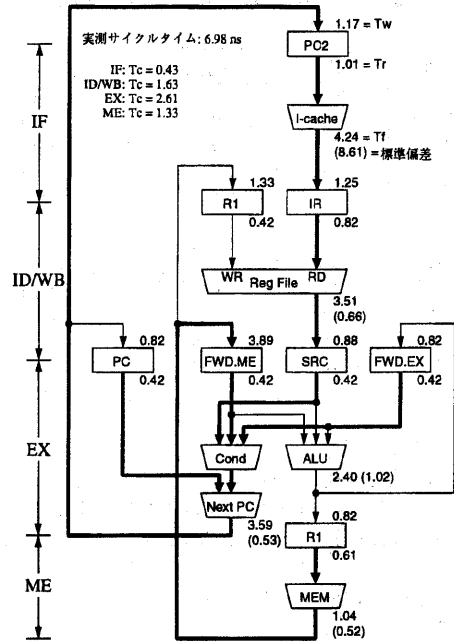 実測サイクルタイム: 6.98 ns
IF: Tc = 0.43
ID/WB: Tc = 1.63
EX: Tc = 2.61
ME: Tc = 1.33
1.17 = Tw
PC2
1.01 = Tr
I-cache
4.24 = Tf
(8.61) = 標準偏差
IF
1.33
R1
0.42
1.25
IR
0.82
ID/WB
WR
RD
Reg File
3.51
(0.66)
0.82
PC
0.42
3.89
FWD.ME
0.42
0.88
SRC
0.42
0.82
FWD.EX
0.42
EX
Cond
ALU
2.40 (1.02)
Next PC
3.59
(0.53)
0.82
R1
0.61
ME
MEM
1.04
(0.52)